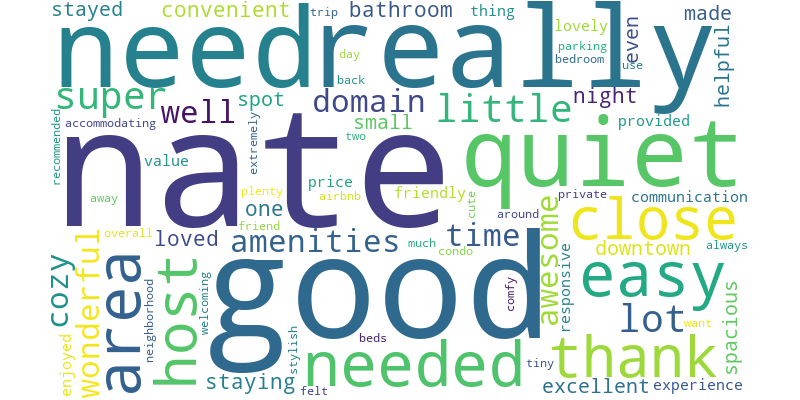 stayed
convenient
trip
bathroom
thing
made
need
really
day
lovely
parking
bedroom
even
helpful
super
back
use
well
spot
domain
little
night
recommended
accommodating
nate
extremely
small
two
quiet
provided
value
price
away
plenty
airbnb
friendly
cute
private
communication
one
friend
around
close
overall
loved
amenities
much
condo
time
awesome
downtown
always
cozy
wonderful
area
neighborhood
host
welcoming
good
comfy
responsive
easy
lot
want
spacious
enjoyed
stylish
beds
needed
tiny
thank
staying
felt
excellent
experience